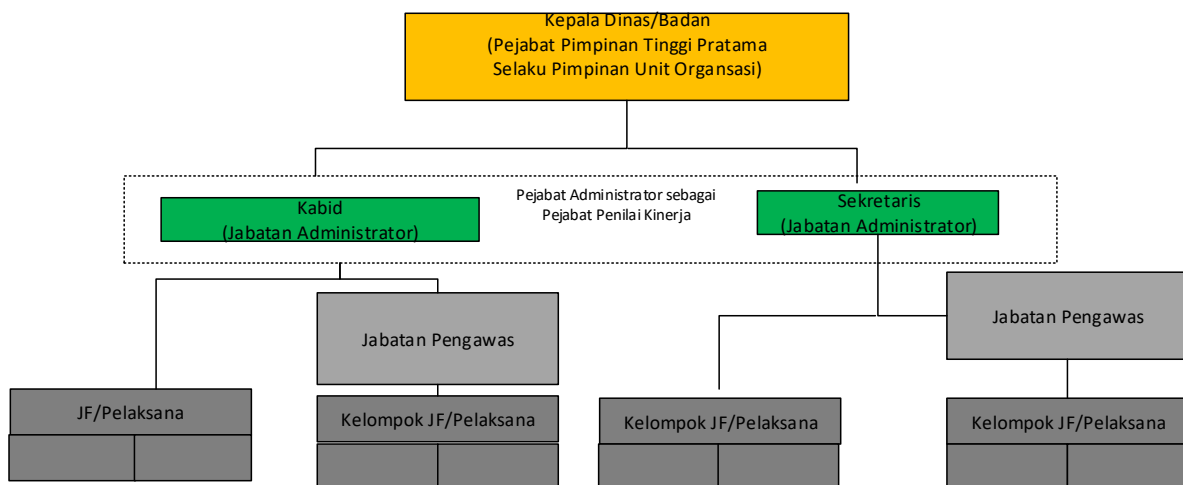 Kepala Dinas/Badan
(Pejabat Pimpinan Tinggi Pratama
Selaku Pimpinan Unit Organsasi)
Pejabat Administrator sebagai
Pejabat Penilai Kinerja
Kabid
(Jabatan Administrator)
Sekretaris
(Jabatan Administrator)
Jabatan Pengawas
Jabatan Pengawas
JF/Pelaksana
Kelompok JF/Pelaksana
Kelompok JF/Pelaksana
Kelompok JF/Pelaksana